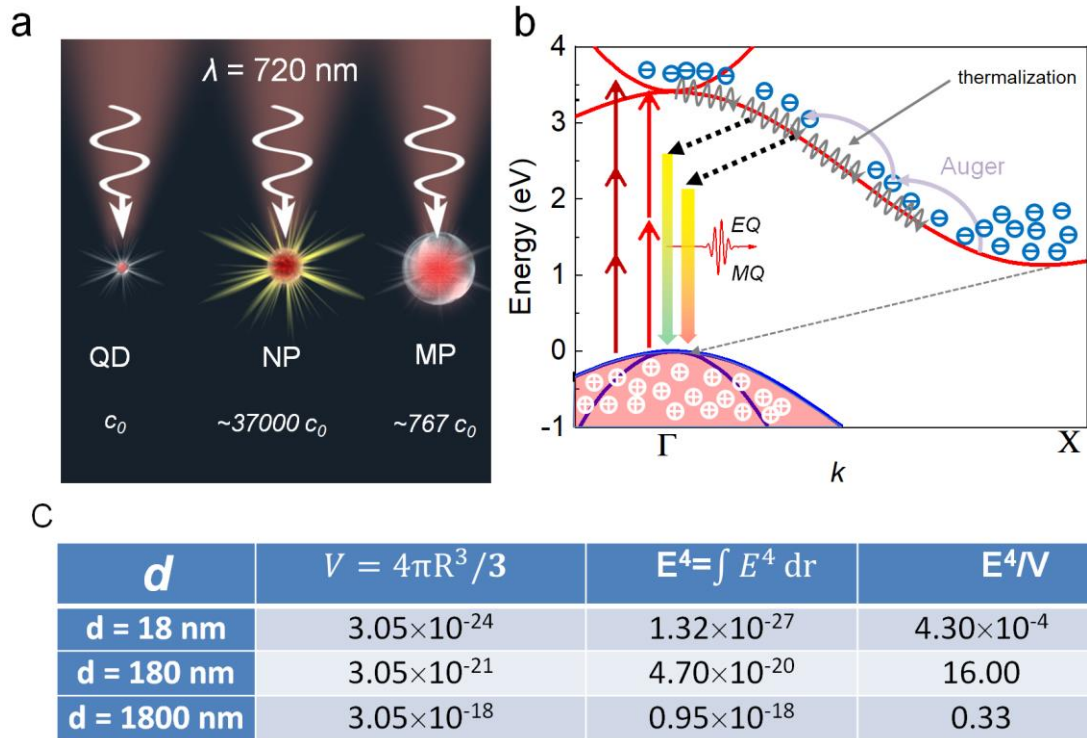 a
λ = 720 nm
QD NP MP
c₀ ~37000 c₀ ~767 c₀
b
4
3
2
1
0
-1
Energy (eV)
thermalization
Auger
EQ
MQ
Γ X
k
C
d V = 4πR³/3 E⁴=∫ E⁴ dr E⁴/V
d = 18 nm 3.05×10⁻²⁴ 1.32×10⁻²⁷ 4.30×10⁻⁴
d = 180 nm 3.05×10⁻²¹ 4.70×10⁻²⁰ 16.00
d = 1800 nm 3.05×10⁻¹⁸ 0.95×10⁻¹⁸ 0.33